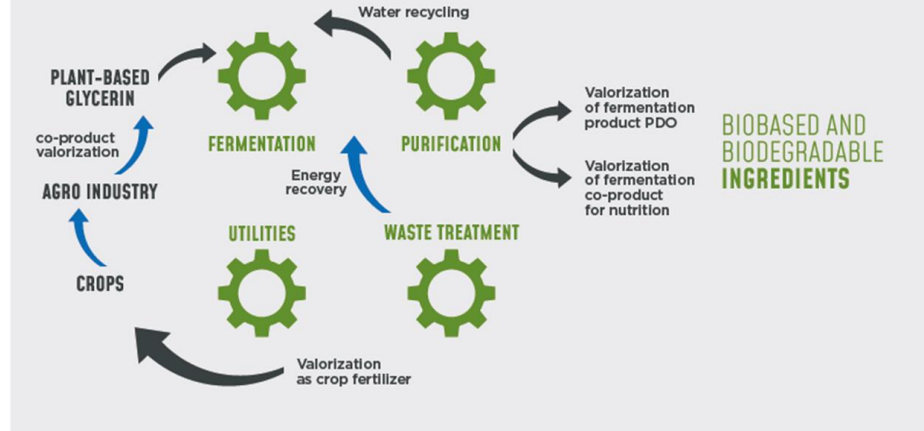 Water recycling
PLANT-BASED
GLYCERIN
co-product
valorization
AGRO INDUSTRY
CROPS
FERMENTATION
PURIFICATION
Energy
recovery
UTILITIES
WASTE TREATMENT
Valorization
of fermentation
product PDO
Valorization
of fermentation
co-product
for nutrition
BIOBASED AND
BIODEGRADABLE
INGREDIENTS
Valorization
as crop fertilizer